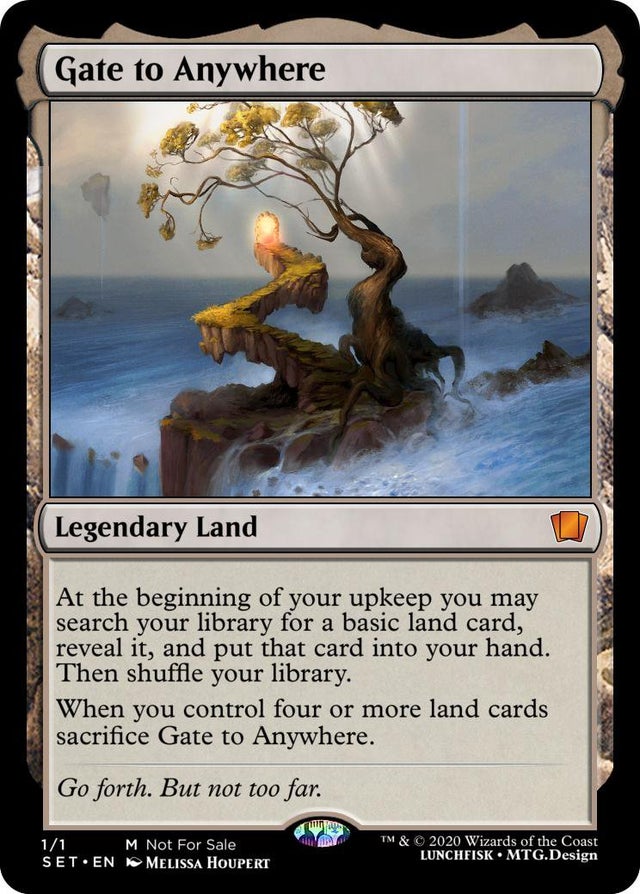 Gate to Anywhere
Legendary Land
At the beginning of your upkeep you may
search your library for a basic land card,
reveal it, and put that card into your hand.
Then shuffle your library.
When you control four or more land cards
sacrifice Gate to Anywhere.
Go forth. But not too far.
1/1 M Not For Sale ™ & © 2020 Wizards of the Coast
SET • EN Melissa Houpert LUNCHFISK • MTG.Design